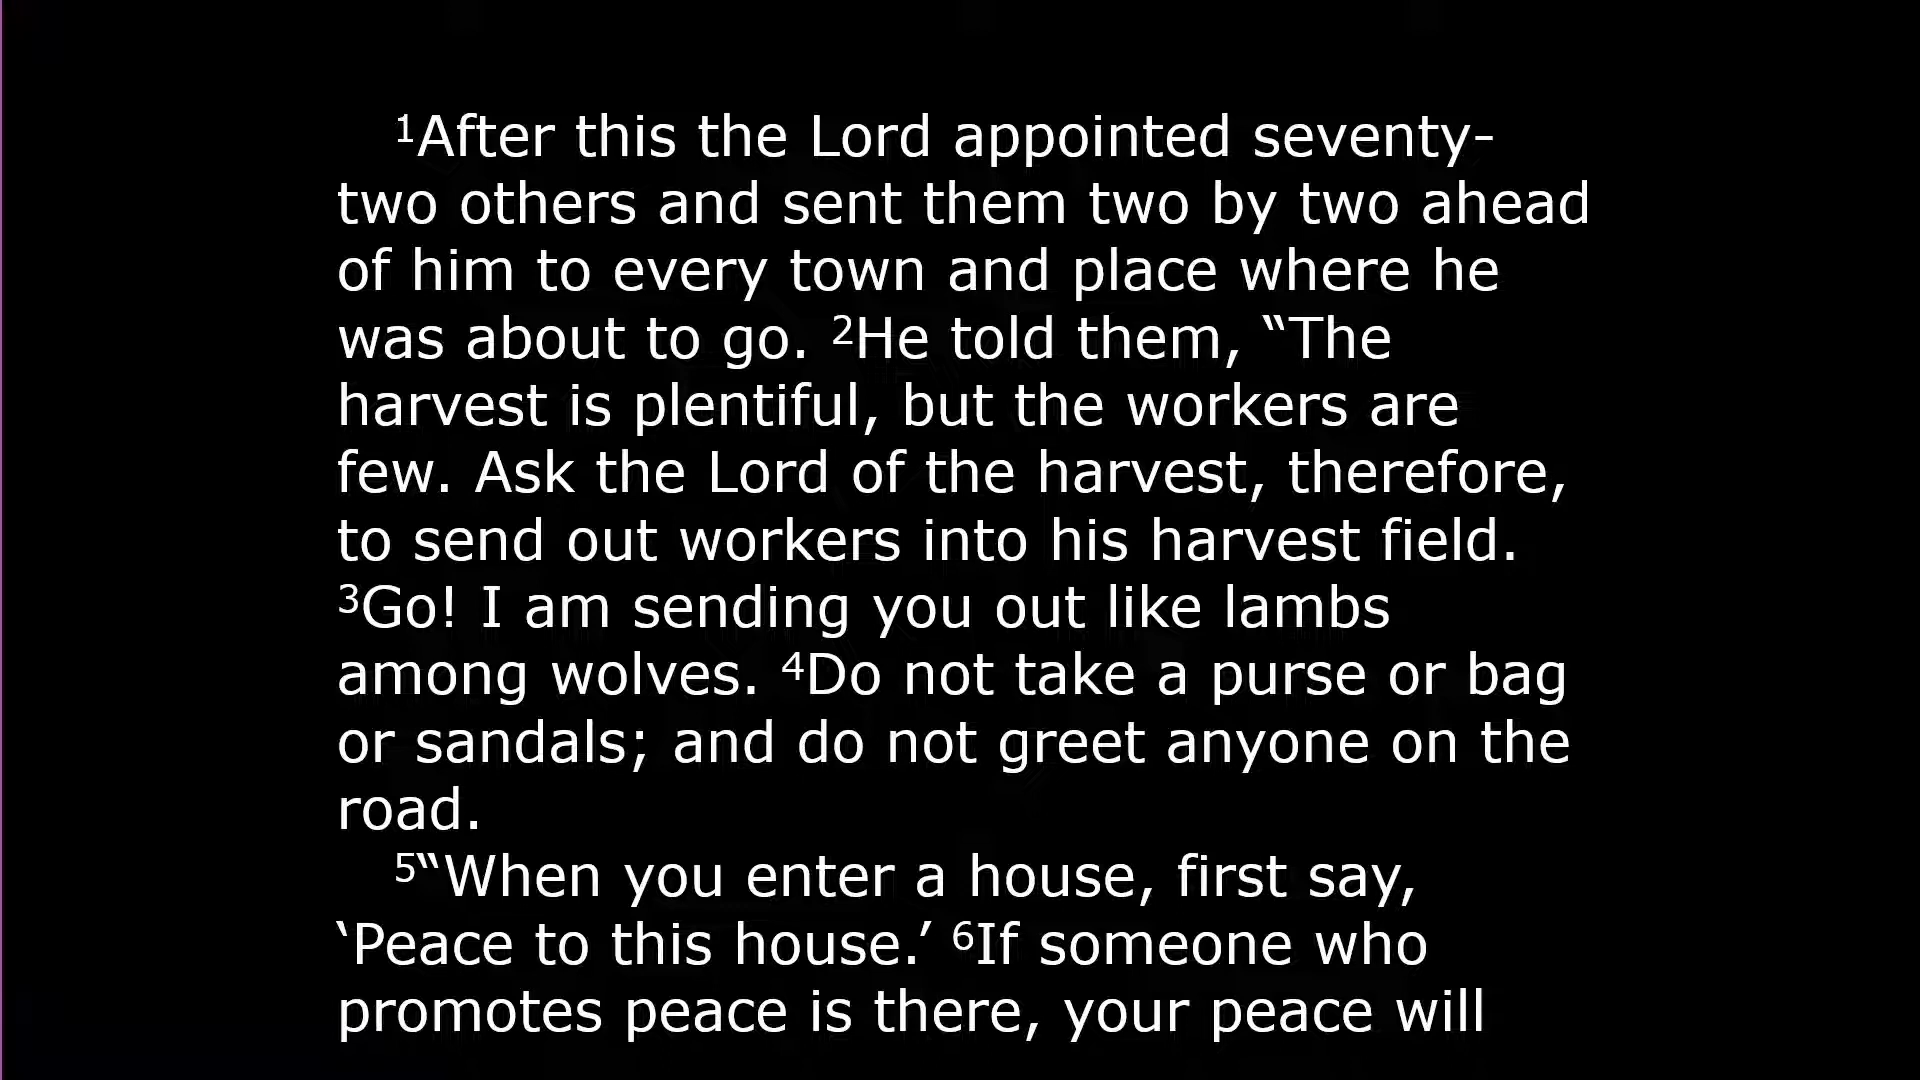 ¹After this the Lord appointed seventy-
two others and sent them two by two ahead
of him to every town and place where he
was about to go. ²He told them, “The
harvest is plentiful, but the workers are
few. Ask the Lord of the harvest, therefore,
to send out workers into his harvest field.
³Go! I am sending you out like lambs
among wolves. ⁴Do not take a purse or bag
or sandals; and do not greet anyone on the
road.
⁵“When you enter a house, first say,
‘Peace to this house.’ ⁶If someone who
promotes peace is there, your peace will